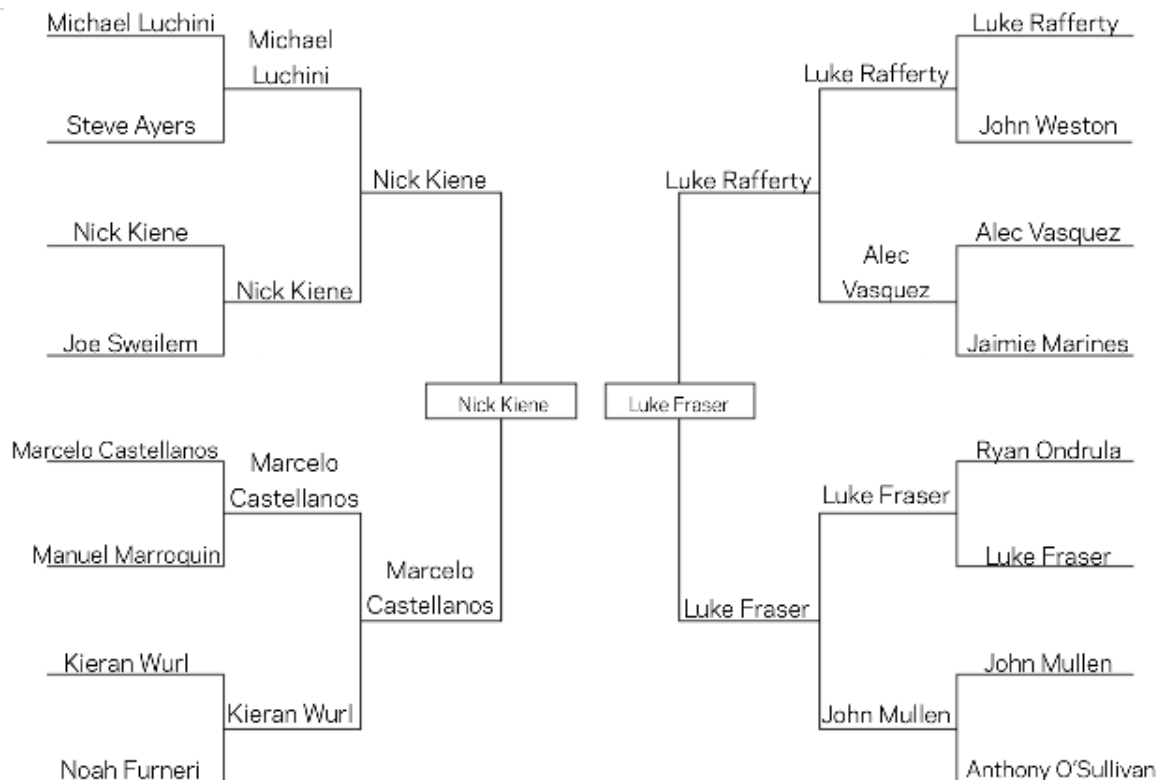 Michael Luchini
Steve Ayers
Nick Kiene
Joe Sweilem
Marcelo Castellanos
Manuel Marroquin
Kieran Wurl
Noah Furneri
Michael
Luchini
Nick Kiene
Marcelo
Castellanos
Kieran Wurl
Nick Kiene
Marcelo
Castellanos
Nick Kiene
Luke Fraser
Luke Rafferty
Luke Fraser
Luke Rafferty
Alec
Vasquez
Luke Fraser
John Mullen
Luke Rafferty
John Weston
Alec Vasquez
Jaimie Marines
Ryan Ondrula
Luke Fraser
John Mullen
Anthony O'Sullivan